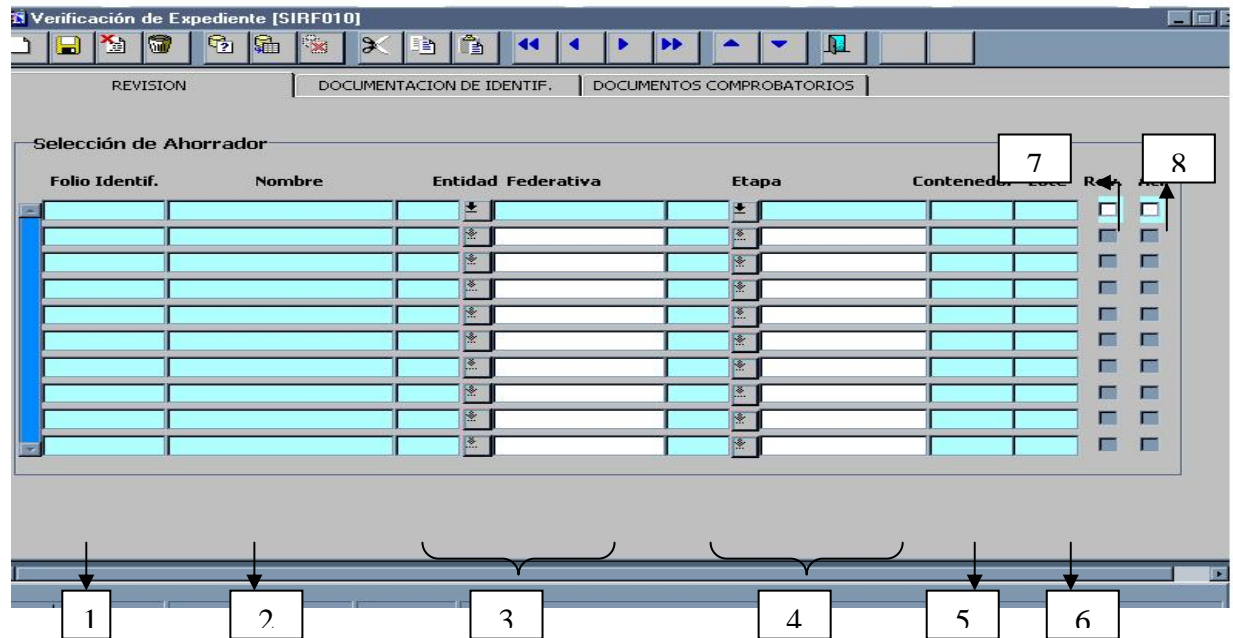 Verificación de Expediente [SIRF010]
REVISION DOCUMENTACION DE IDENTIF. DOCUMENTOS COMPROBATORIOS
Selección de Ahorrador
7 8
Folio Identif. Nombre Entidad Federativa Etapa Contenedor Lote
1 2 3 4 5 6